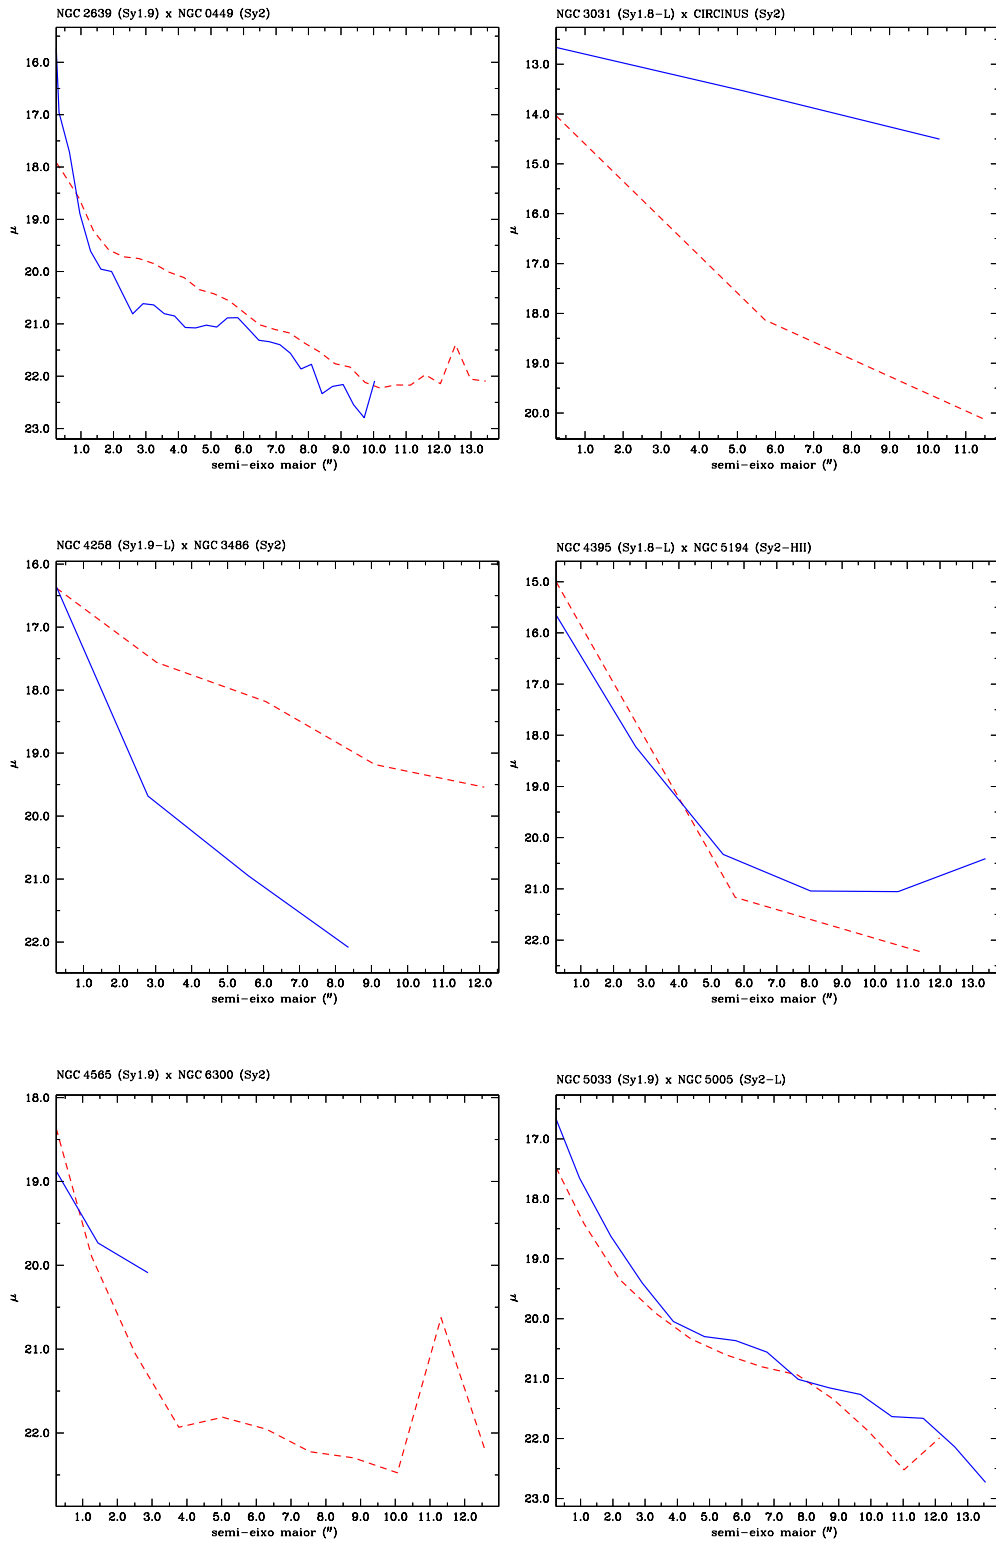 NGC 2639 (Sy1.9) x NGC 0449 (Sy2)
16.0
17.0
18.0
19.0
20.0
21.0
22.0
23.0
μ
1.0 2.0 3.0 4.0 5.0 6.0 7.0 8.0 9.0 10.0 11.0 12.0 13.0
semi-eixo maior (")
NGC 3031 (Sy1.8-L) x CIRCINUS (Sy2)
13.0
14.0
15.0
16.0
17.0
18.0
19.0
20.0
μ
1.0 2.0 3.0 4.0 5.0 6.0 7.0 8.0 9.0 10.0 11.0
semi-eixo maior (")
NGC 4258 (Sy1.9-L) x NGC 3486 (Sy2)
16.0
17.0
18.0
19.0
20.0
21.0
22.0
μ
1.0 2.0 3.0 4.0 5.0 6.0 7.0 8.0 9.0 10.0 11.0 12.0
semi-eixo maior (")
NGC 4395 (Sy1.8-L) x NGC 5194 (Sy2-HII)
15.0
16.0
17.0
18.0
19.0
20.0
21.0
22.0
μ
1.0 2.0 3.0 4.0 5.0 6.0 7.0 8.0 9.0 10.0 11.0 12.0 13.0
semi-eixo maior (")
NGC 4565 (Sy1.9) x NGC 6300 (Sy2)
18.0
19.0
20.0
21.0
22.0
μ
1.0 2.0 3.0 4.0 5.0 6.0 7.0 8.0 9.0 10.0 11.0 12.0
semi-eixo maior (")
NGC 5033 (Sy1.9) x NGC 5005 (Sy2-L)
17.0
18.0
19.0
20.0
21.0
22.0
23.0
μ
1.0 2.0 3.0 4.0 5.0 6.0 7.0 8.0 9.0 10.0 11.0 12.0 13.0
semi-eixo maior (")